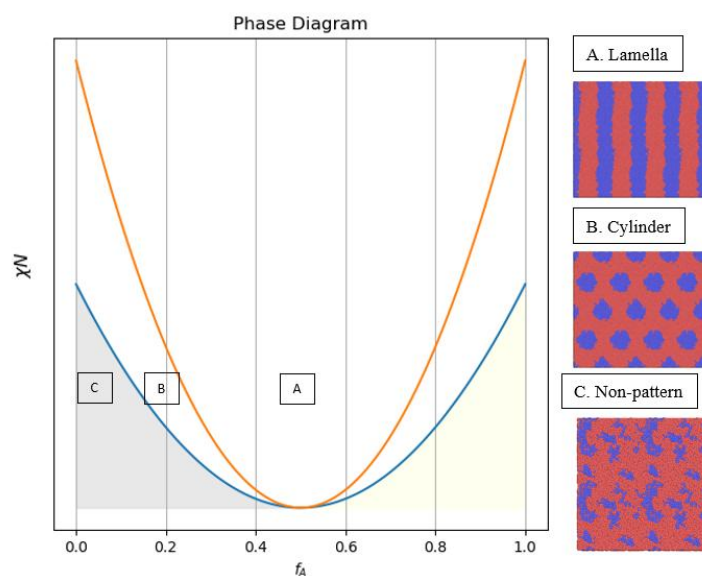 Phase Diagram
A. Lamella
B. Cylinder
χN
C
B
A
C. Non-pattern
0.0 0.2 0.4 0.6 0.8 1.0
f_A